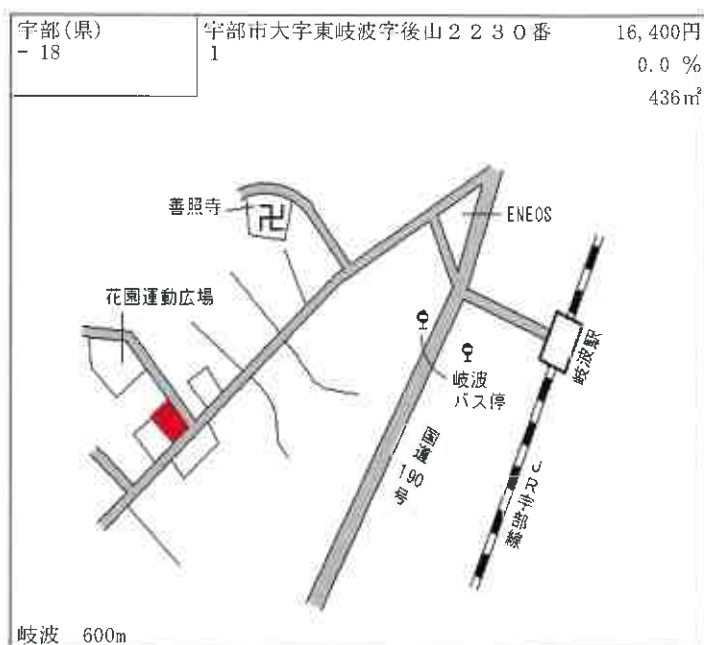 宇部(県)
- 18
宇部市大字東岐波字後山２２３０番
1
16,400円
0.0 %
436㎡
善照寺
ENEOS
花園運動広場
岐波駅
岐波
バス停
国道190号
JR宇部線
岐波 600m